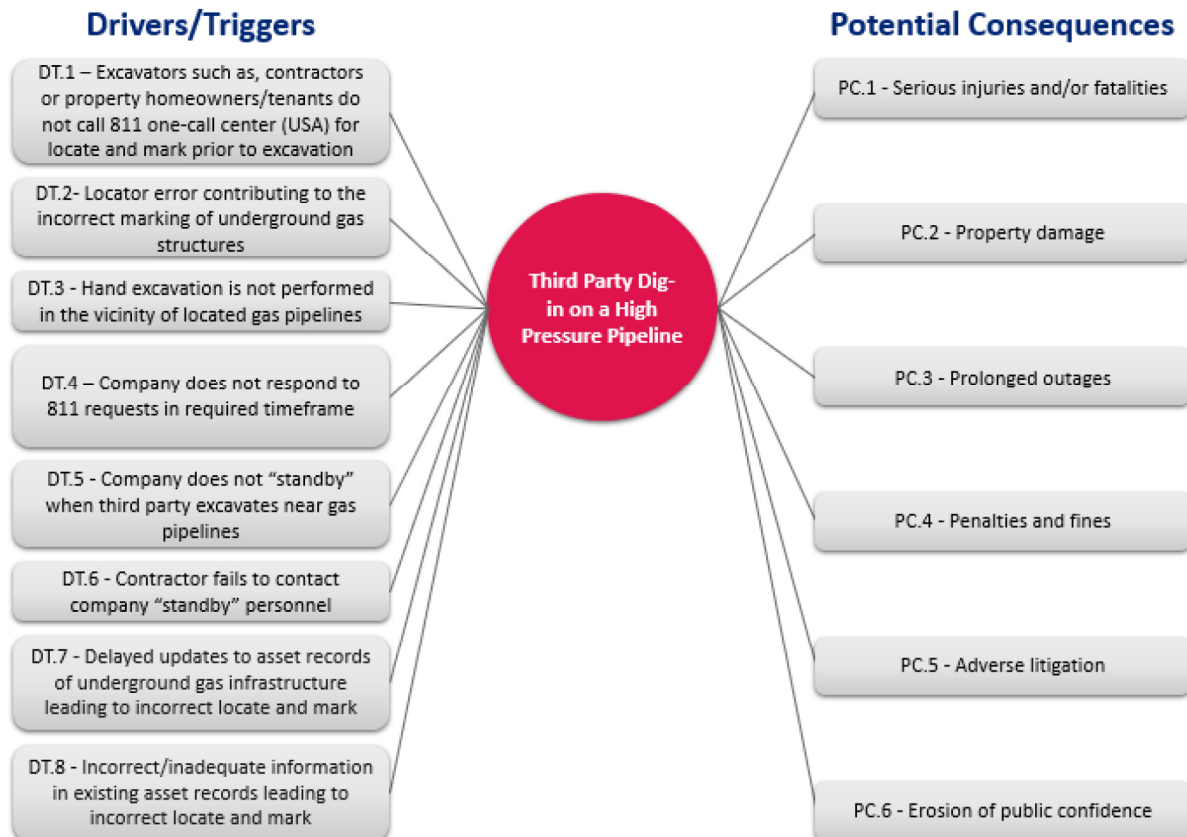 Drivers/Triggers
DT.1 – Excavators such as, contractors
or property homeowners/tenants do
not call 811 one-call center (USA) for
locate and mark prior to excavation
DT.2- Locator error contributing to the
incorrect marking of underground gas
structures
DT.3 - Hand excavation is not performed
in the vicinity of located gas pipelines
DT.4 – Company does not respond to
811 requests in required timeframe
DT.5 - Company does not “standby”
when third party excavates near gas
pipelines
DT.6 - Contractor fails to contact
company “standby” personnel
DT.7 - Delayed updates to asset records
of underground gas infrastructure
leading to incorrect locate and mark
DT.8 - Incorrect/inadequate information
in existing asset records leading to
incorrect locate and mark
Third Party Dig-
in on a High
Pressure Pipeline
Potential Consequences
PC.1 - Serious injuries and/or fatalities
PC.2 - Property damage
PC.3 - Prolonged outages
PC.4 - Penalties and fines
PC.5 - Adverse litigation
PC.6 - Erosion of public confidence